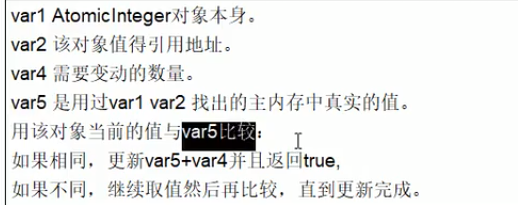 var1 AtomicInteger对象本身。
var2 该对象值得引用地址。
var4 需要变动的数量。
var5 是用过var1 var2 找出的主内存中真实的值。
用该对象当前的值与var5比较：
如果相同，更新var5+var4并且返回true,
如果不同，继续取值然后再比较，直到更新完成。